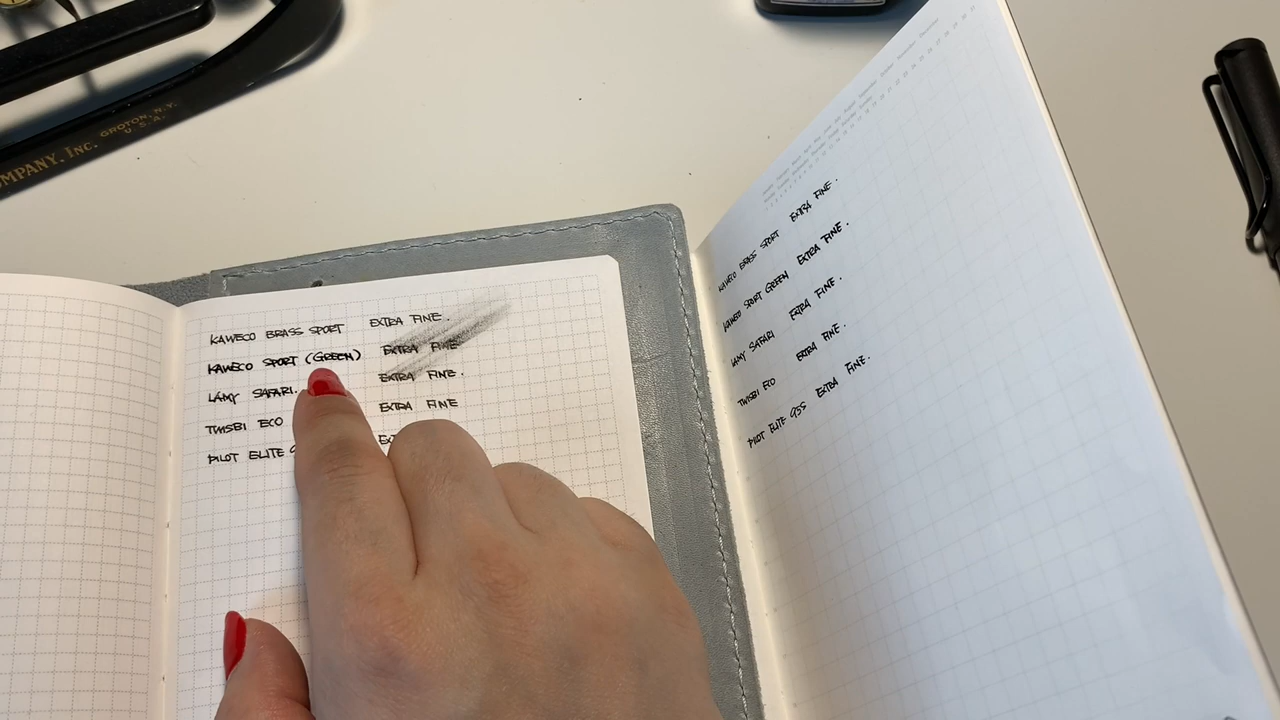 COMPANY, INC. GROTON, N.Y.
U.S.A.
KAWECO BRASS SPORT EXTRA FINE.
KAWECO SPORT (GREEN) EXTRA FINE
LAMY SAFARI. EXTRA FINE.
TWSBI ECO EXTRA FINE
PILOT ELITE
KAWECO BRASS SPORT EXTRA FINE.
KAWECO SPORT GREEN EXTRA FINE.
LAMY SAFARI EXTRA FINE.
TWSBI ECO EXTRA FINE.
PILOT ELITE 95S EXTRA FINE.